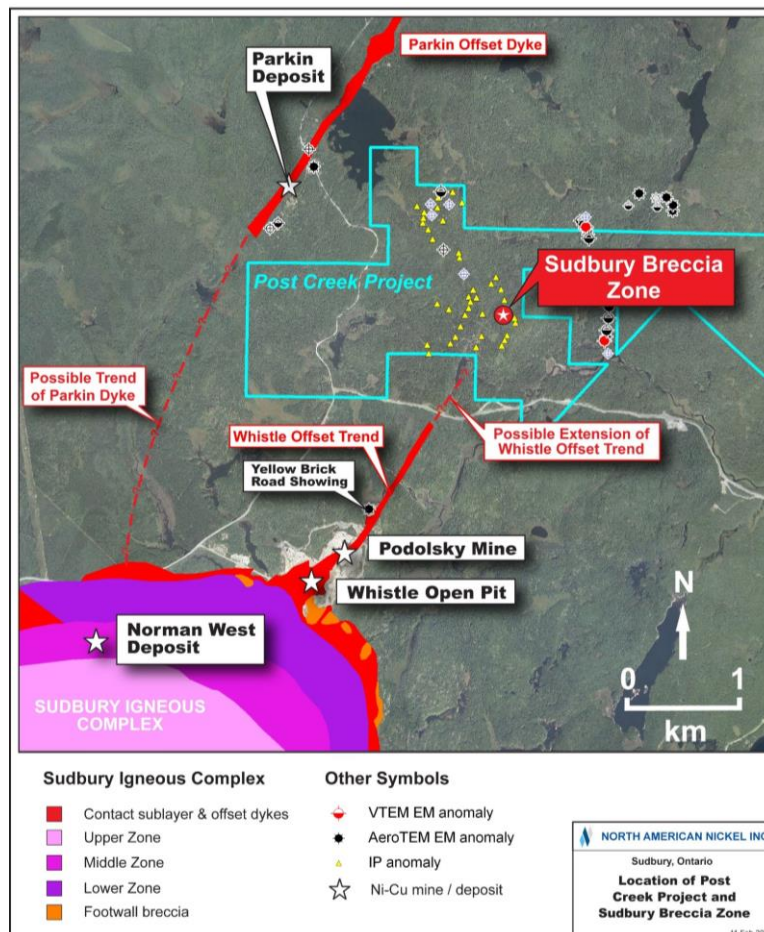 Parkin Offset Dyke
Parkin
Deposit
Post Creek Project
Sudbury Breccia
Zone
Possible Trend
of Parkin Dyke
Whistle Offset Trend
Possible Extension of
Whistle Offset Trend
Yellow Brick
Road Showing
Podolsky Mine
Whistle Open Pit
Norman West
Deposit
SUDBURY IGNEOUS
COMPLEX
N
0 1
km
Sudbury Igneous Complex
Contact sublayer & offset dykes
Upper Zone
Middle Zone
Lower Zone
Footwall breccia
Other Symbols
VTEM EM anomaly
AeroTEM EM anomaly
IP anomaly
Ni-Cu mine / deposit
NORTH AMERICAN NICKEL INC
Sudbury, Ontario
Location of Post
Creek Project and
Sudbury Breccia Zone